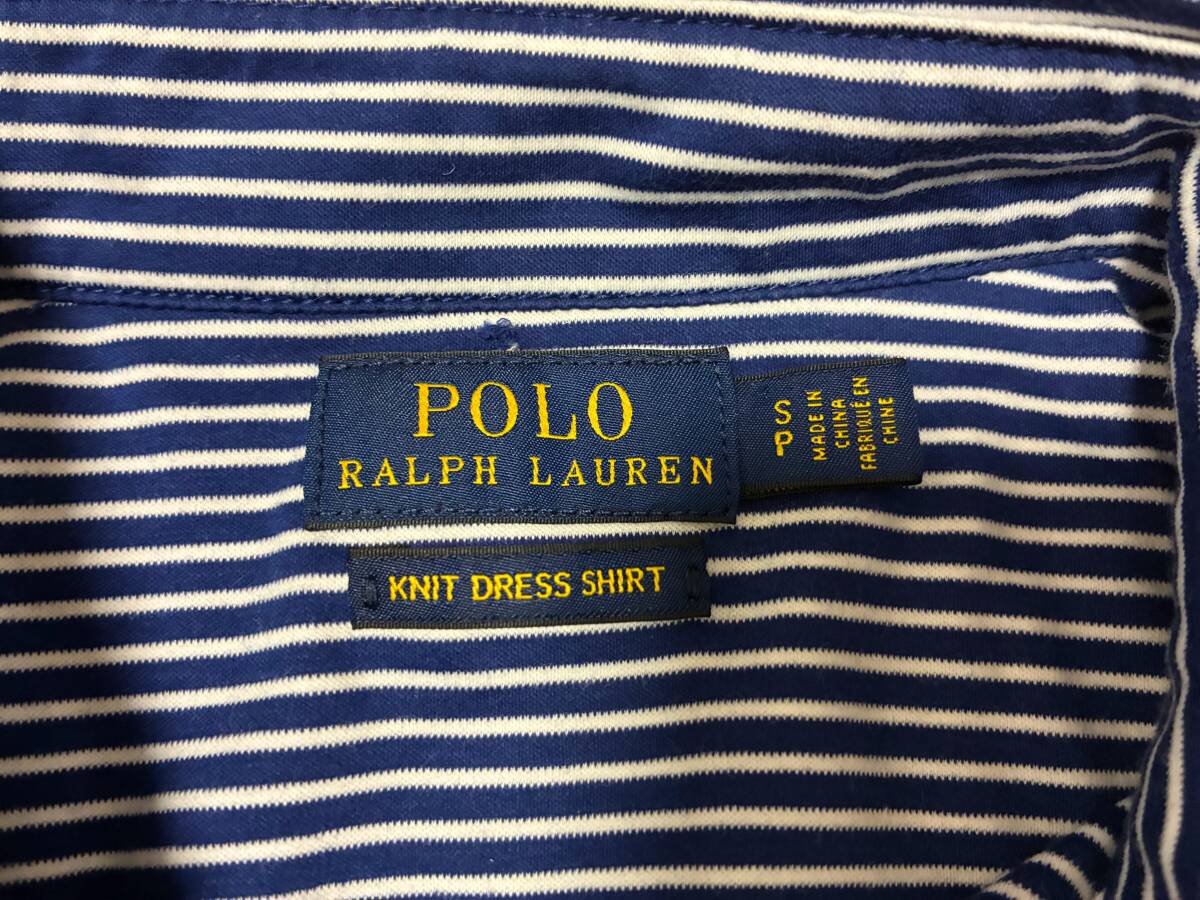 POLO
RALPH LAUREN
S
P
MADE IN
CHINA
FABRIQUÉ EN
CHINE
KNIT DRESS SHIRT